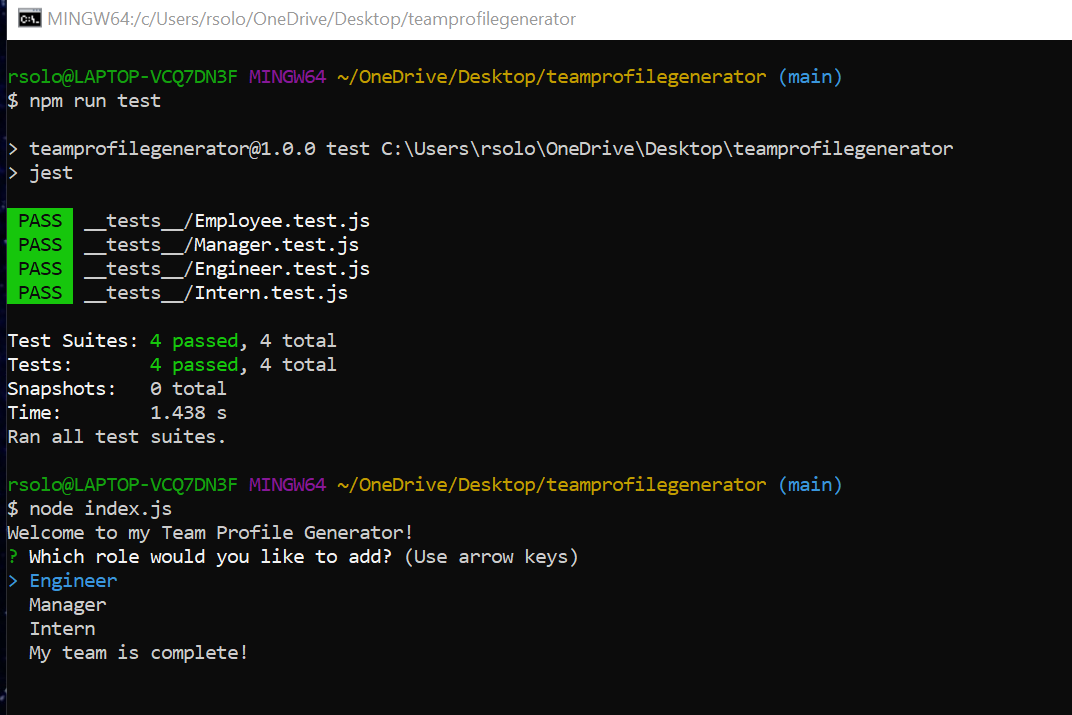 MINGW64:/c/Users/rsolo/OneDrive/Desktop/teamprofilegenerator
rsolo@LAPTOP-VCQ7DN3F MINGW64 ~/OneDrive/Desktop/teamprofilegenerator (main)
$ npm run test
> teamprofilegenerator@1.0.0 test C:\Users\rsolo\OneDrive\Desktop\teamprofilegenerator
> jest
PASS __tests__/Employee.test.js
PASS __tests__/Manager.test.js
PASS __tests__/Engineer.test.js
PASS __tests__/Intern.test.js
Test Suites: 4 passed, 4 total
Tests: 4 passed, 4 total
Snapshots: 0 total
Time: 1.438 s
Ran all test suites.
rsolo@LAPTOP-VCQ7DN3F MINGW64 ~/OneDrive/Desktop/teamprofilegenerator (main)
$ node index.js
Welcome to my Team Profile Generator!
? Which role would you like to add? (Use arrow keys)
> Engineer
Manager
Intern
My team is complete!